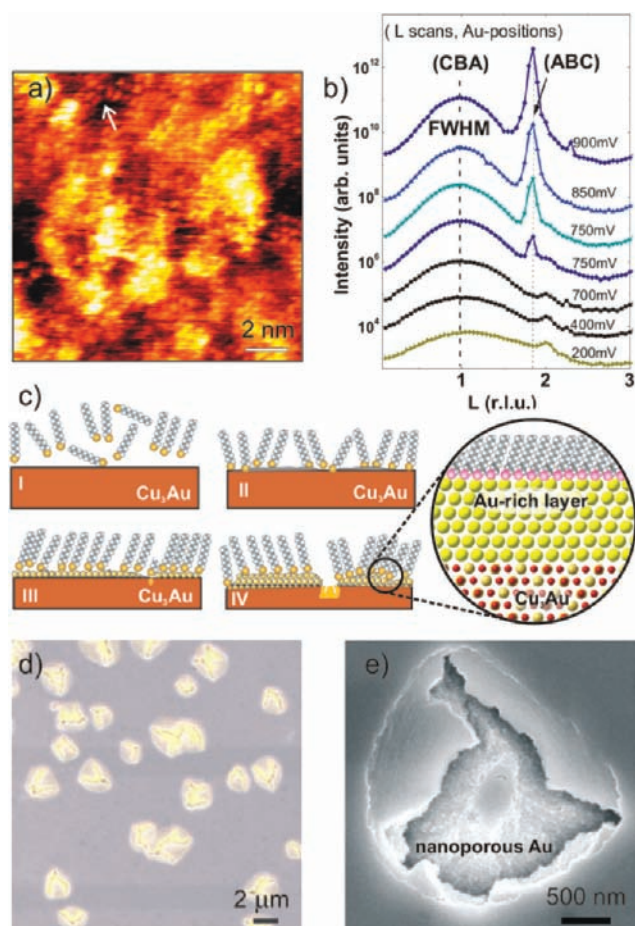 a)
2 nm
b)
( L scans, Au-positions)
(CBA)
(ABC)
FWHM
900mV
850mV
750mV
750mV
700mV
400mV
200mV
10¹²
10¹⁰
10⁸
10⁶
10⁴
Intensity (arb. units)
0 1 2 3
L (r.l.u.)
c)
I
Cu₃Au
II
Cu₃Au
III
Cu₃Au
IV
Au-rich layer
Cu₃Au
d)
2 μm
e)
nanoporous Au
500 nm